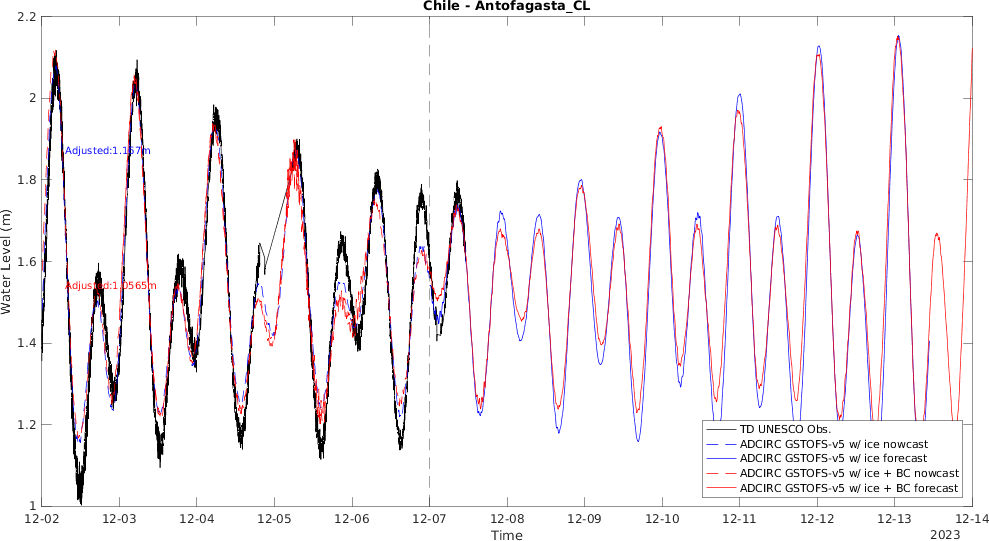 Chile - Antofagasta_CL
2.2
2
1.8
1.6
1.4
1.2
1
Water Level (m)
Adjusted:1.157m
Adjusted:1.0565m
TD UNESCO Obs.
ADCIRC GSTOFS-v5 w/ ice nowcast
ADCIRC GSTOFS-v5 w/ ice forecast
ADCIRC GSTOFS-v5 w/ ice + BC nowcast
ADCIRC GSTOFS-v5 w/ ice + BC forecast
12-02 12-03 12-04 12-05 12-06 12-07 12-08 12-09 12-10 12-11 12-12 12-13 12-14
Time
2023